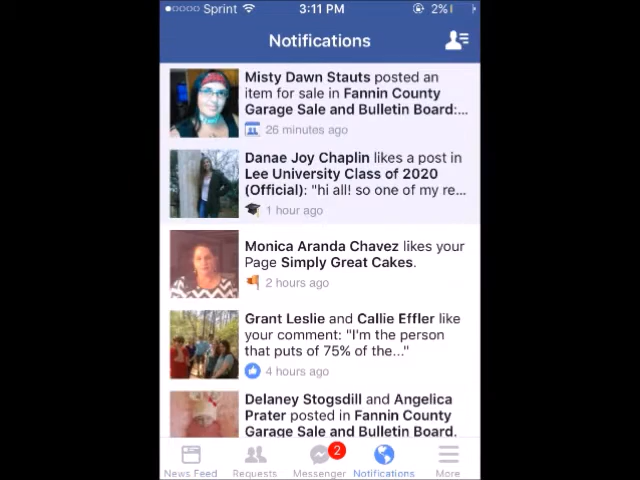 Sprint 3:11 PM 2%
Notifications
Misty Dawn Stauts posted an
item for sale in Fannin County
Garage Sale and Bulletin Board:...
26 minutes ago
Danae Joy Chaplin likes a post in
Lee University Class of 2020
(Official): "hi all! so one of my re...
1 hour ago
Monica Aranda Chavez likes your
Page Simply Great Cakes.
2 hours ago
Grant Leslie and Callie Effler like
your comment: "I'm the person
that puts of 75% of the..."
4 hours ago
Delaney Stogsdill and Angelica
Prater posted in Fannin County
Garage Sale and Bulletin Board.
2
News Feed Requests Messenger Notifications More